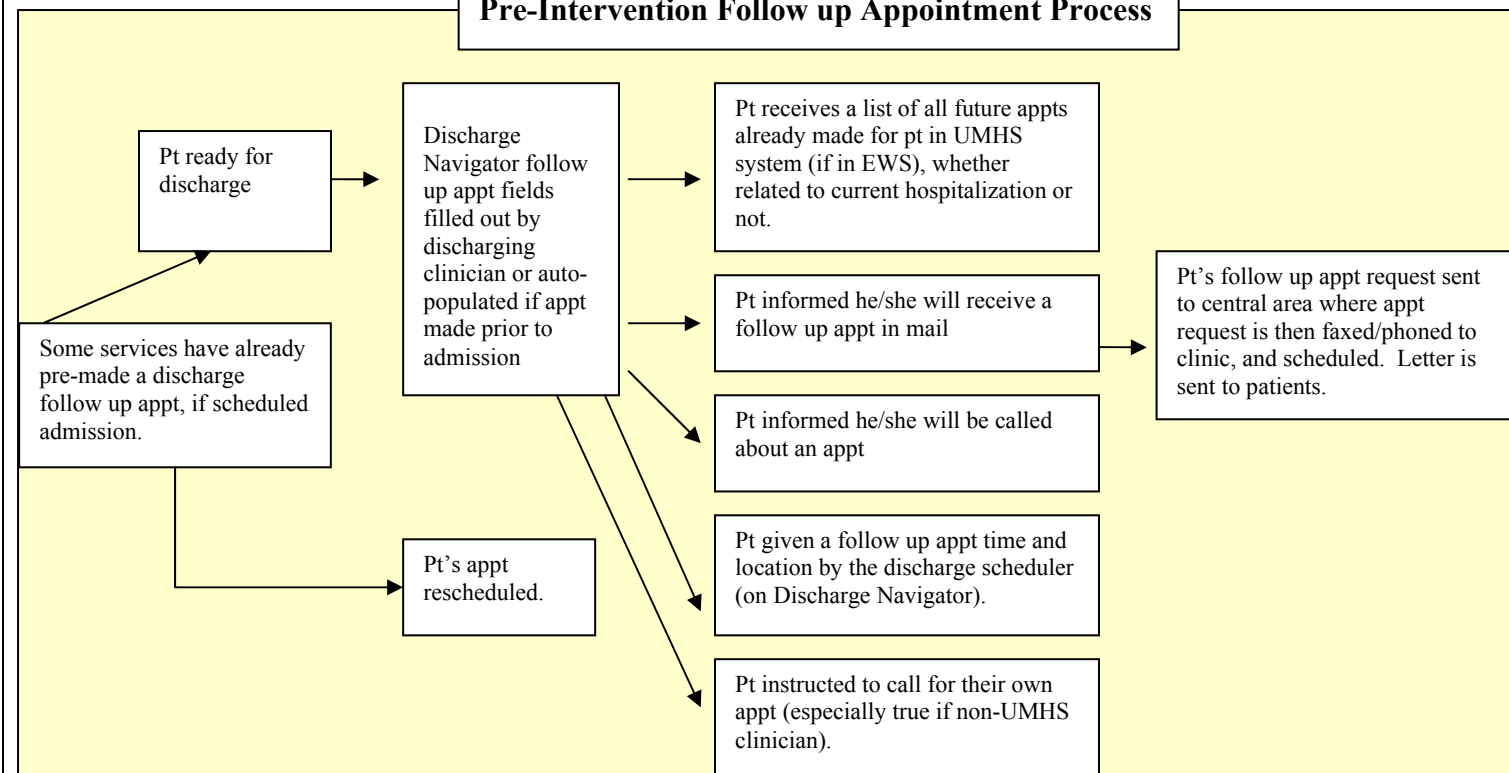 Pre-Intervention Follow up Appointment Process
Pt ready for
discharge
Some services have already
pre-made a discharge
follow up appt, if scheduled
admission.
Pt’s appt
rescheduled.
Discharge
Navigator follow
up appt fields
filled out by
discharging
clinician or auto-
populated if appt
made prior to
admission
Pt receives a list of all future appts
already made for pt in UMHS
system (if in EWS), whether
related to current hospitalization or
not.
Pt informed he/she will receive a
follow up appt in mail
Pt informed he/she will be called
about an appt
Pt given a follow up appt time and
location by the discharge scheduler
(on Discharge Navigator).
Pt instructed to call for their own
appt (especially true if non-UMHS
clinician).
Pt’s follow up appt request sent
to central area where appt
request is then faxed/phoned to
clinic, and scheduled.  Letter is
sent to patients.